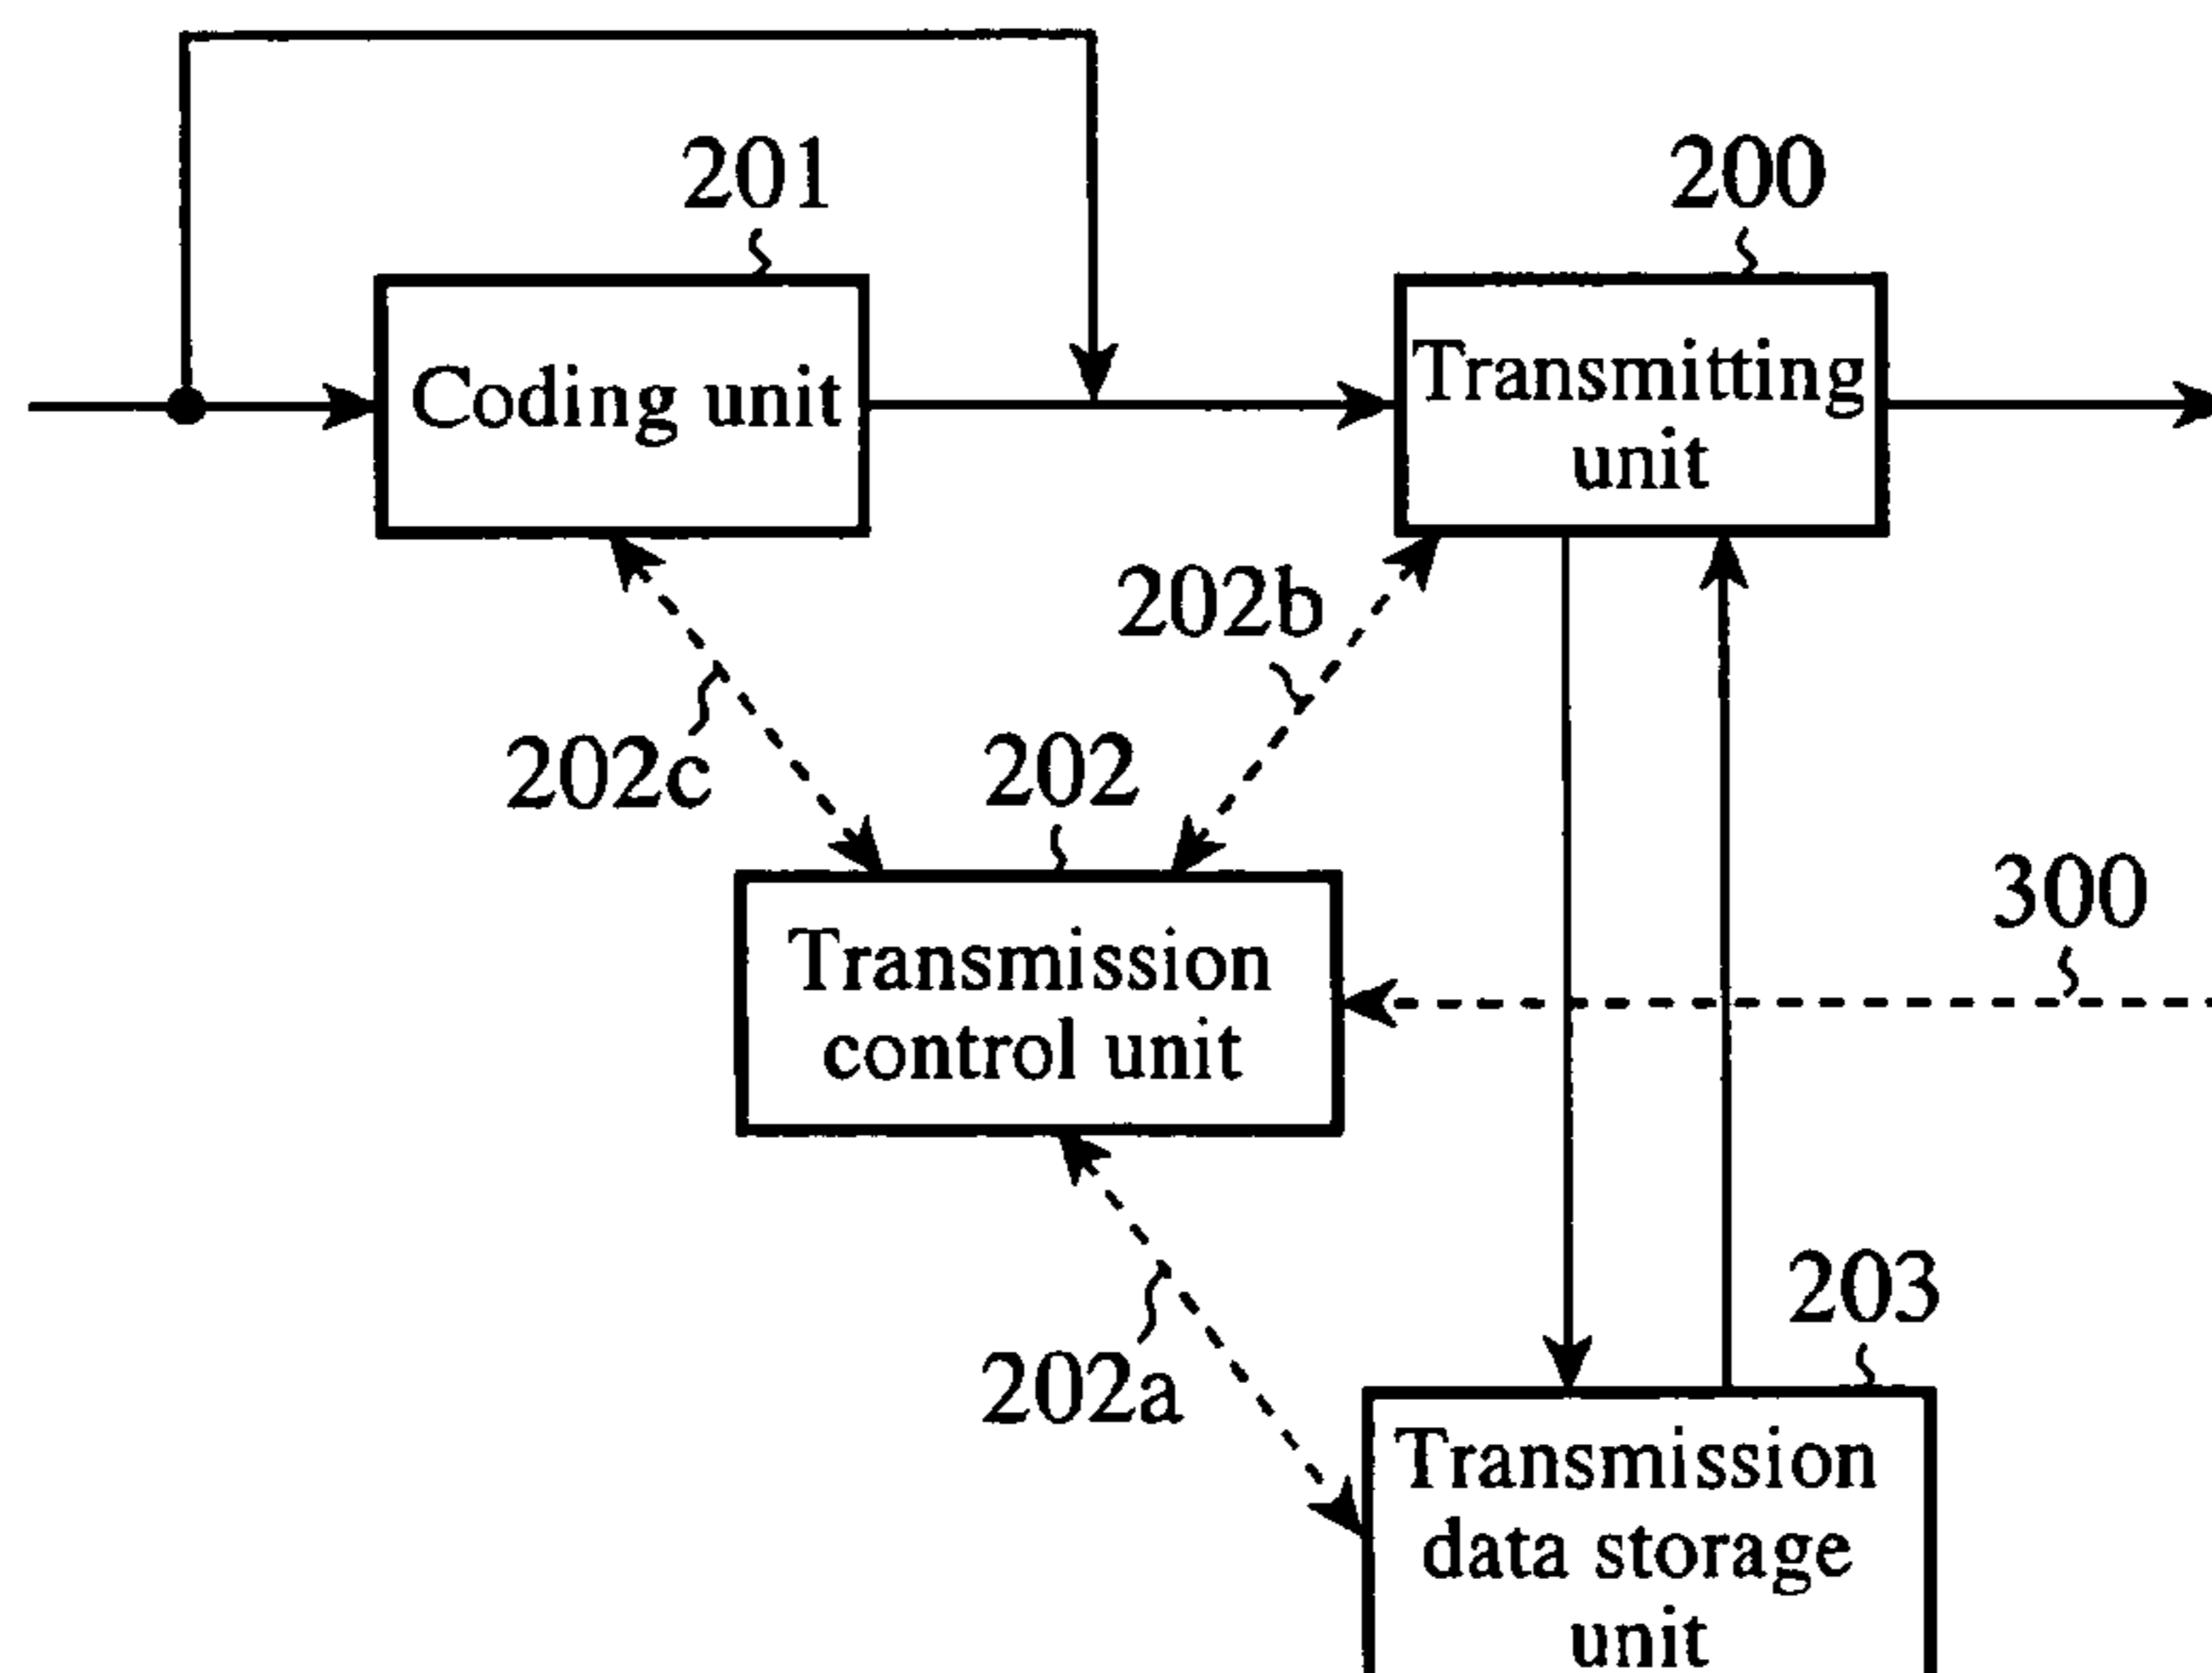 201
200
Coding unit
Transmitting
unit
202b
202c
202
300
Transmission
control unit
203
202a
Transmission
data storage
unit